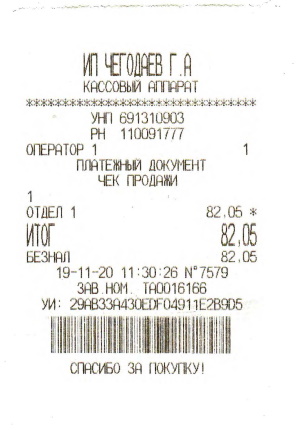 ИП ЧЕГОДАЕВ Г.А
КАССОВЫЙ АППАРАТ
********************************
УНП 691310903
РН 110091777
ОПЕРАТОР 1 1
ПЛАТЕЖНЫЙ ДОКУМЕНТ
ЧЕК ПРОДАЖИ
1
ОТДЕЛ 1 82.05 *
ИТОГ 82,05
БЕЗНАЛ 82.05
19-11-20 11:30:26 N°7579
ЗАВ.НОМ. TA0016166
УИ: 29AB33A430EDF04911E2B9D5
СПАСИБО ЗА ПОКУПКУ!